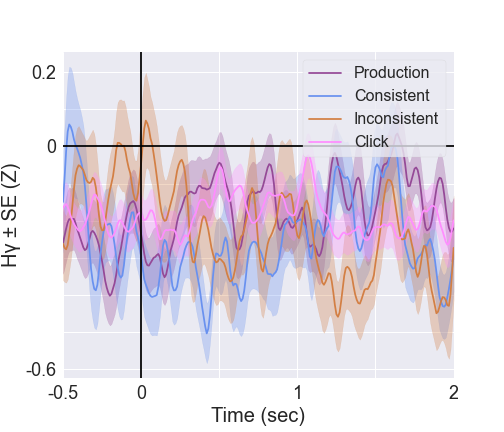 Production
Consistent
Inconsistent
Click
0.2
0
-0.6
Hγ ± SE (Z)
-0.5
0
1
2
Time (sec)